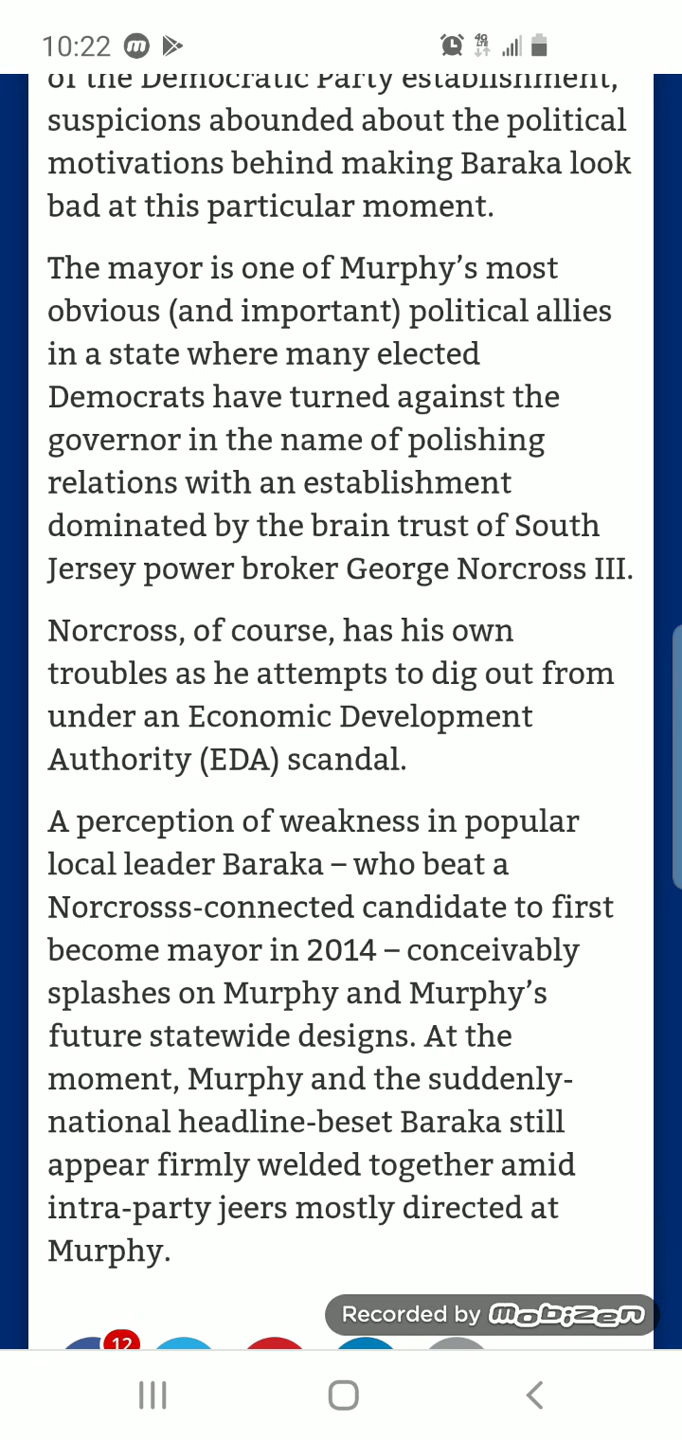 10:22
of the Democratic Party establishment,
suspicions abounded about the political
motivations behind making Baraka look
bad at this particular moment.
The mayor is one of Murphy’s most
obvious (and important) political allies
in a state where many elected
Democrats have turned against the
governor in the name of polishing
relations with an establishment
dominated by the brain trust of South
Jersey power broker George Norcross III.
Norcross, of course, has his own
troubles as he attempts to dig out from
under an Economic Development
Authority (EDA) scandal.
A perception of weakness in popular
local leader Baraka – who beat a
Norcrosss-connected candidate to first
become mayor in 2014 – conceivably
splashes on Murphy and Murphy’s
future statewide designs. At the
moment, Murphy and the suddenly-
national headline-beset Baraka still
appear firmly welded together amid
intra-party jeers mostly directed at
Murphy.
Recorded by mobizen
12